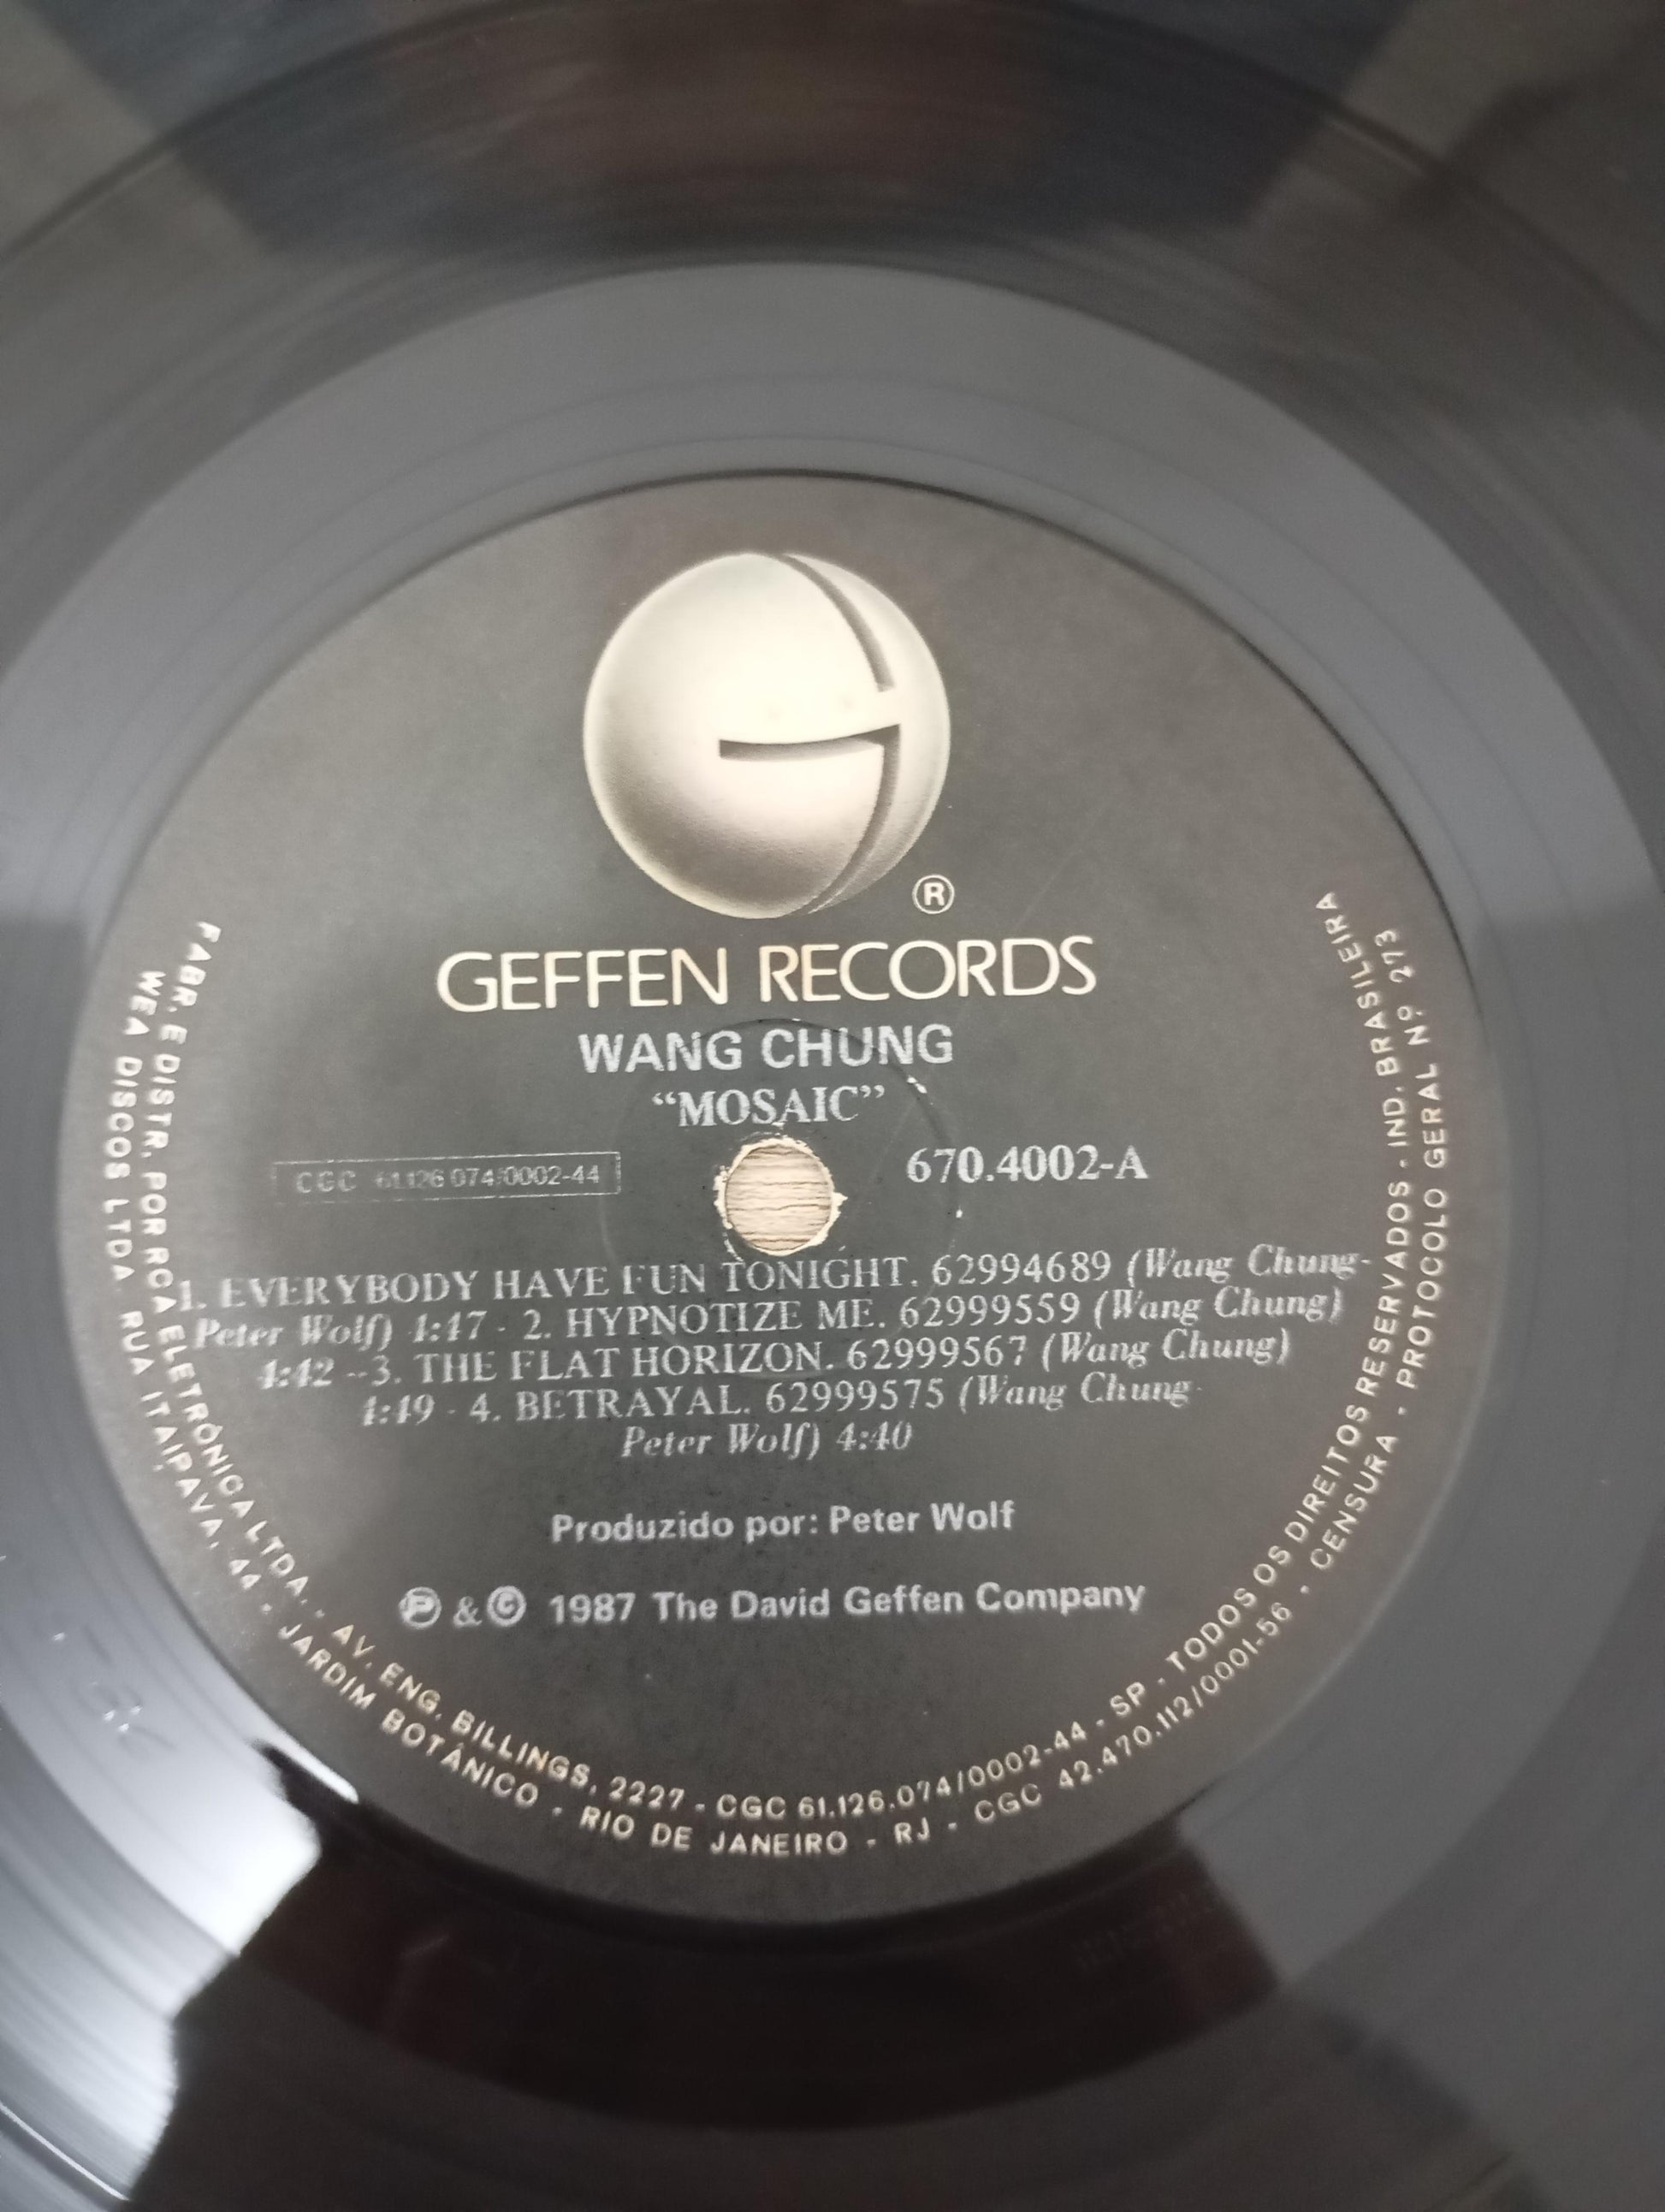 ®
GEFFEN RECORDS
WANG CHUNG
“MOSAIC”
CGC 61.126.074/0002-44
670.4002-A
1. EVERYBODY HAVE FUN TONIGHT. 62994689 (Wang Chung-
Peter Wolf) 4:47 - 2. HYPNOTIZE ME. 62999559 (Wang Chung)
4:42 --3. THE FLAT HORIZON. 62999567 (Wang Chung)
4:49 - 4. BETRAYAL. 62999575 (Wang Chung-
Peter Wolf) 4:40
Produzido por: Peter Wolf
℗ & © 1987 The David Geffen Company
FABR. E DISTR. POR RCA ELETRÔNICA LTDA. - AV. ENG. BILLINGS, 2227 - CGC 61.126.074/0002-44 - SP - TODOS OS DIREITOS RESERVADOS - IND. BRASILEIRA
WEA DISCOS LTDA. RUA ITAIPAVA, 44 - JARDIM BOTÂNICO - RIO DE JANEIRO - RJ - CGC 42.470.112/0001-56 - CENSURA - PROTOCOLO GERAL Nº 273